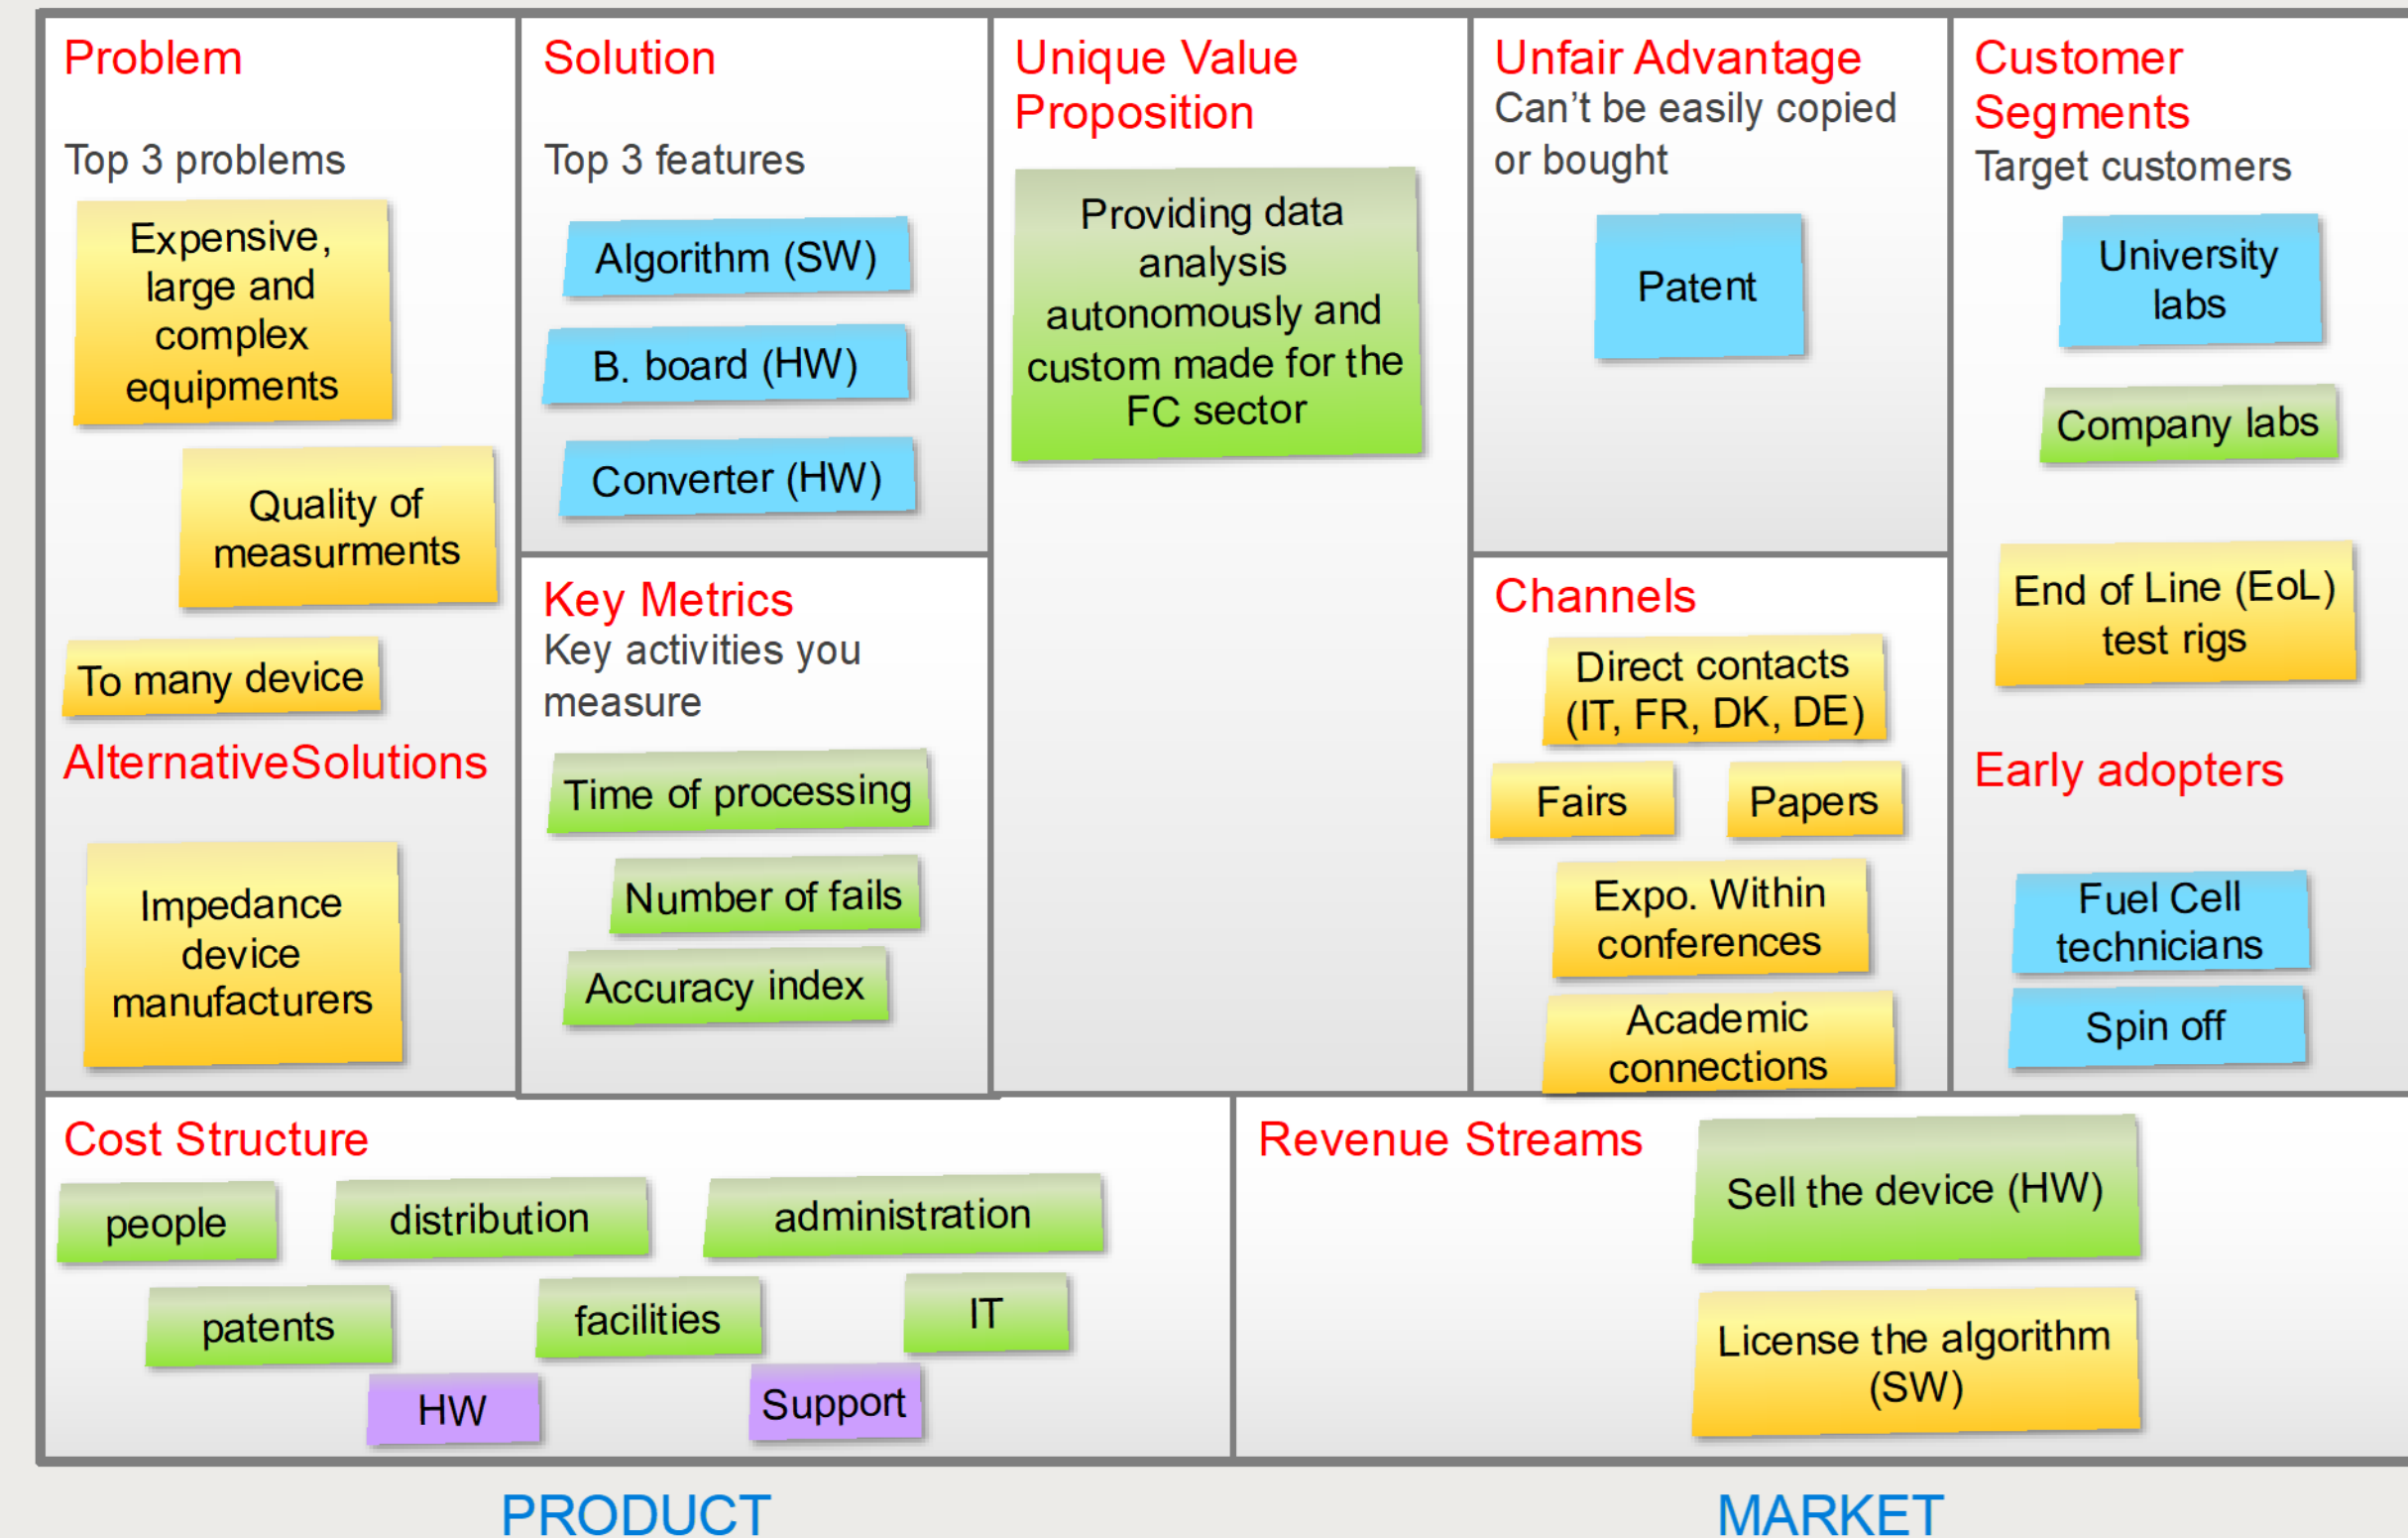 Problem
Top 3 problems
Expensive,
large and
complex
equipments
Quality of
measurments
To many device
AlternativeSolutions
Impedance
device
manufacturers
Solution
Top 3 features
Algorithm (SW)
B. board (HW)
Converter (HW)
Key Metrics
Key activities you
measure
Time of processing
Number of fails
Accuracy index
Unique Value
Proposition
Providing data
analysis
autonomously and
custom made for the
FC sector
Unfair Advantage
Can't be easily copied
or bought
Patent
Channels
Direct contacts
(IT, FR, DK, DE)
Fairs
Papers
Expo. Within
conferences
Academic
connections
Customer
Segments
Target customers
University
labs
Company labs
End of Line (EoL)
test rigs
Early adopters
Fuel Cell
technicians
Spin off
Cost Structure
people
distribution
administration
patents
facilities
IT
HW
Support
Revenue Streams
Sell the device (HW)
License the algorithm
(SW)
PRODUCT
MARKET